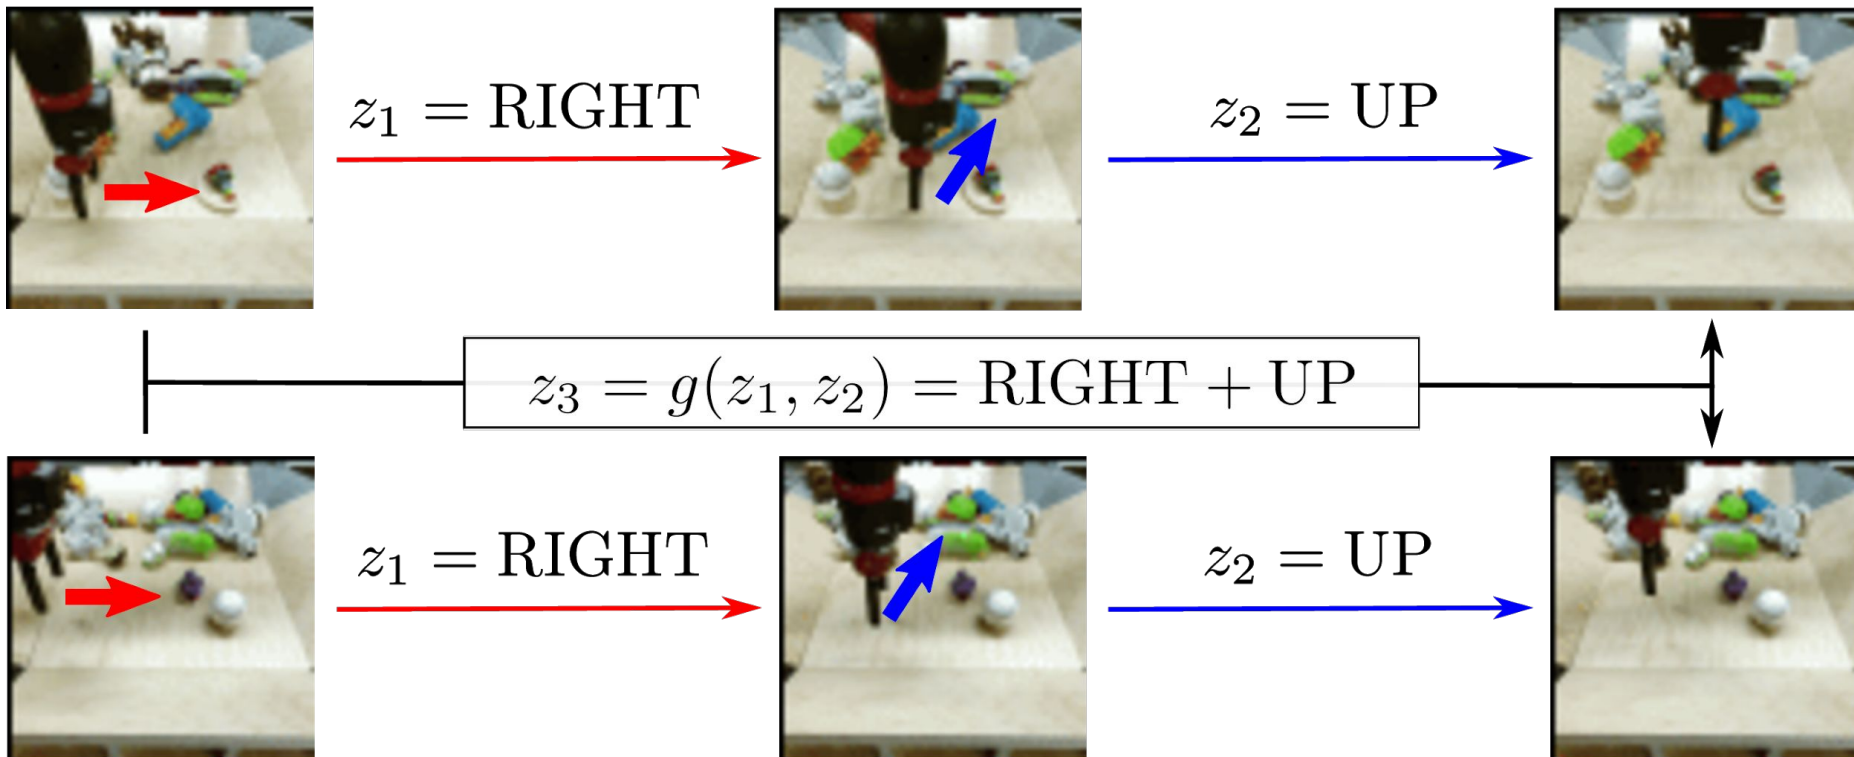 z₁ = RIGHT
z₂ = UP
z₃ = g(z₁, z₂) = RIGHT + UP
z₁ = RIGHT
z₂ = UP